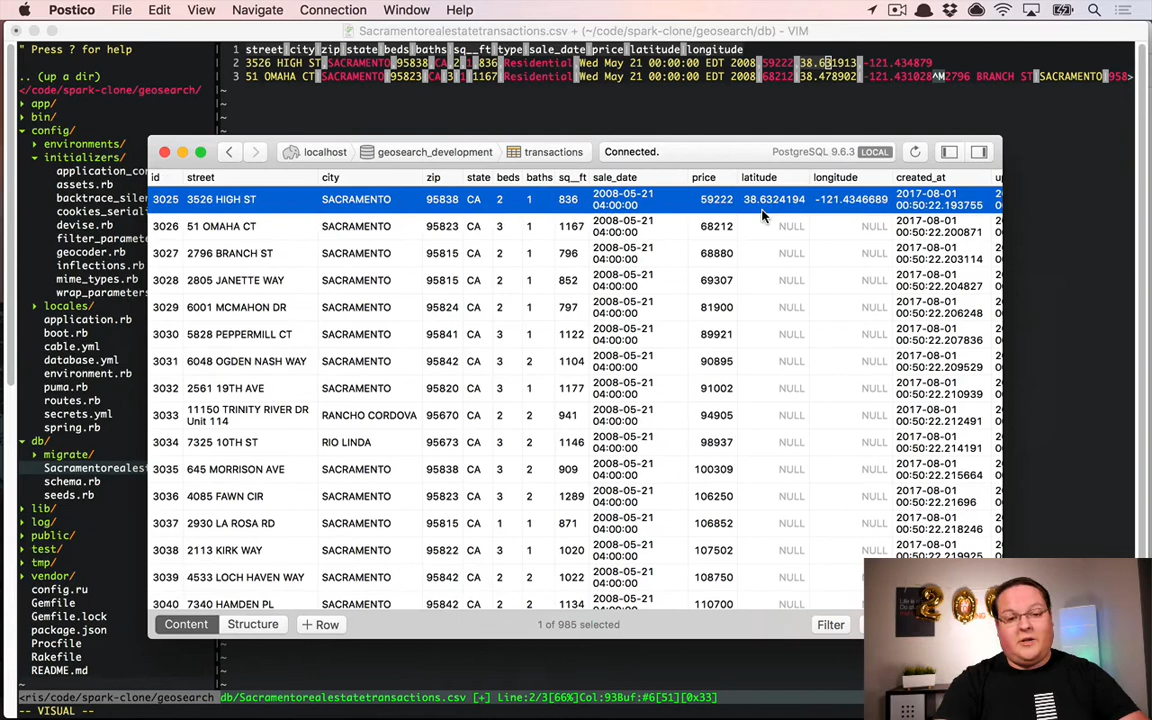 Postico File Edit View Navigate Connection Window Help
Sacramentorealestatetransactions.csv + (~/code/spark-clone/geosearch/db) - VIM
" Press ? for help
.. (up a dir)
</code/spark-clone/geosearch/
app/
bin/
config/
environments/
initializers/
application_co
assets.rb
backtrace_silen
cookies_serial
devise.rb
filter_paramete
geocoder.rb
inflections.rb
mime_types.rb
wrap_parameters
locales/
application.rb
boot.rb
cable.yml
database.yml
environment.rb
puma.rb
routes.rb
secrets.yml
spring.rb
db/
migrate/
Sacramentoreales
schema.rb
seeds.rb
lib/
log/
public/
test/
tmp/
vendor/
config.ru
Gemfile
Gemfile.lock
package.json
Procfile
Rakefile
README.md
~
1 street|city|zip|state|beds|baths|sq__ft|type|sale_date|price|latitude|longitude
2 3526 HIGH ST,SACRAMENTO,95838,CA,2,1,836,Residential,Wed May 21 00:00:00 EDT 2008,59222,38.631913,-121.434879
3 51 OMAHA CT|SACRAMENTO|95823|CA|3|1|1167|Residential|Wed May 21 00:00:00 EDT 2008|68212|38.478902|-121.431028^M2796 BRANCH ST|SACRAMENTO|958>
localhost geosearch_development transactions Connected. PostgreSQL 9.6.3 LOCAL
id street city zip state beds baths sq__ft sale_date price latitude longitude created_at u
3025 3526 HIGH ST SACRAMENTO 95838 CA 2 1 836 2008-05-21 04:00:00 59222 38.6324194 -121.4346689 2017-08-01 00:50:22.193755
3026 51 OMAHA CT SACRAMENTO 95823 CA 3 1 1167 2008-05-21 04:00:00 68212 NULL NULL 2017-08-01 00:50:22.200871
3027 2796 BRANCH ST SACRAMENTO 95815 CA 2 1 796 2008-05-21 04:00:00 68880 NULL NULL 2017-08-01 00:50:22.203114
3028 2805 JANETTE WAY SACRAMENTO 95815 CA 2 1 852 2008-05-21 04:00:00 69307 NULL NULL 2017-08-01 00:50:22.204827
3029 6001 MCMAHON DR SACRAMENTO 95824 CA 2 1 797 2008-05-21 04:00:00 81900 NULL NULL 2017-08-01 00:50:22.206248
3030 5828 PEPPERMILL CT SACRAMENTO 95841 CA 3 1 1122 2008-05-21 04:00:00 89921 NULL NULL 2017-08-01 00:50:22.207836
3031 6048 OGDEN NASH WAY SACRAMENTO 95842 CA 3 2 1104 2008-05-21 04:00:00 90895 NULL NULL 2017-08-01 00:50:22.209529
3032 2561 19TH AVE SACRAMENTO 95820 CA 3 1 1177 2008-05-21 04:00:00 91002 NULL NULL 2017-08-01 00:50:22.210939
3033 11150 TRINITY RIVER DR Unit 114 RANCHO CORDOVA 95670 CA 2 2 941 2008-05-21 04:00:00 94905 NULL NULL 2017-08-01 00:50:22.212491
3034 7325 10TH ST RIO LINDA 95673 CA 3 2 1146 2008-05-21 04:00:00 98937 NULL NULL 2017-08-01 00:50:22.214191
3035 645 MORRISON AVE SACRAMENTO 95838 CA 3 2 909 2008-05-21 04:00:00 100309 NULL NULL 2017-08-01 00:50:22.215664
3036 4085 FAWN CIR SACRAMENTO 95823 CA 3 2 1289 2008-05-21 04:00:00 106250 NULL NULL 2017-08-01 00:50:22.216898
3037 2930 LA ROSA RD SACRAMENTO 95815 CA 1 1 871 2008-05-21 04:00:00 106852 NULL NULL 2017-08-01 00:50:22.218246
3038 2113 KIRK WAY SACRAMENTO 95822 CA 3 1 1020 2008-05-21 04:00:00 107502 NULL NULL 2017-08-01 00:50:22.219925
3039 4533 LOCH HAVEN WAY SACRAMENTO 95842 CA 2 2 1022 2008-05-21 04:00:00 108750 NULL NULL
3040 7340 HAMDEN PL SACRAMENTO 95842 CA 2 2 1134 2008-05-21 110700 NULL NULL
Content Structure + Row 1 of 985 selected Filter
<ris/code/spark-clone/geosearch db/Sacramentorealestatetransactions.csv [+] Line:2/3[66%]Col:93Buf:#6[51][0x33]
-- VISUAL --